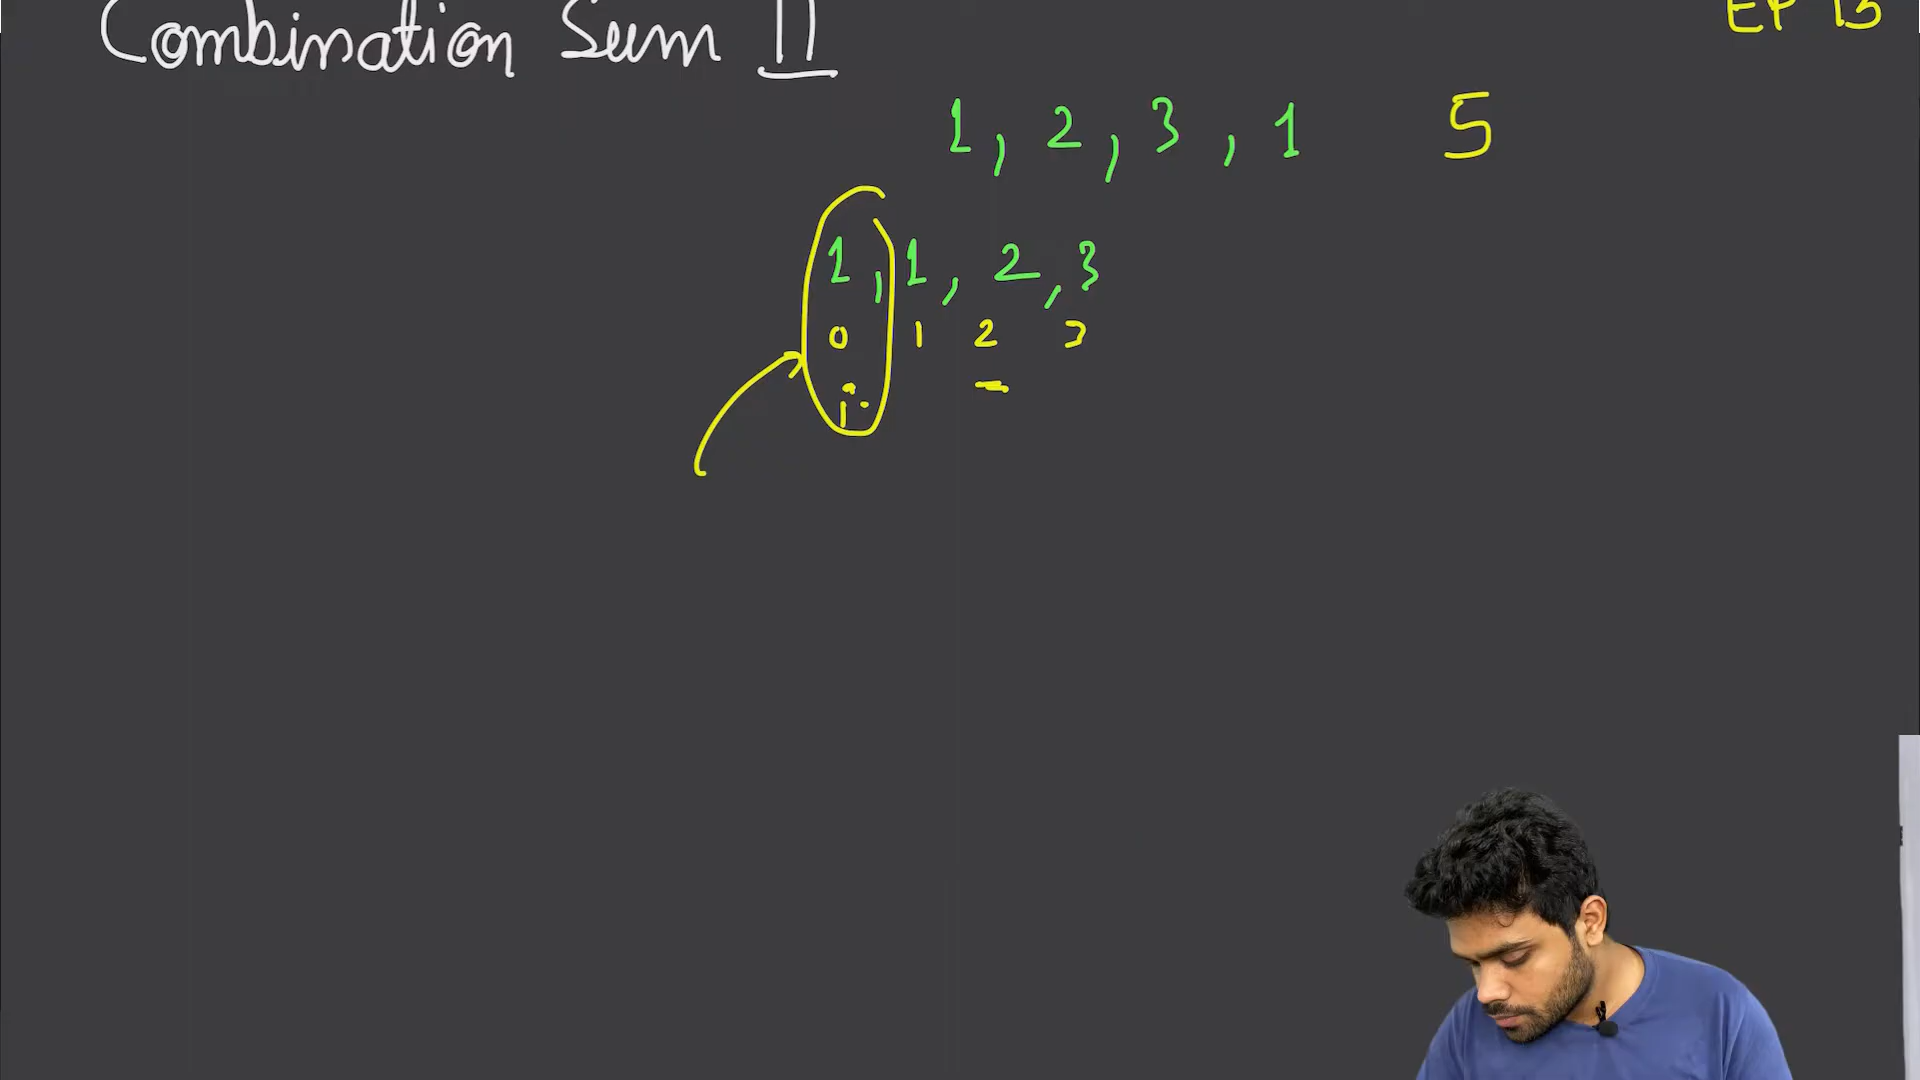 Combination Sum II
EP 13
1, 2, 3, 1 5
1, 1, 2, 3
0 1 2 3
i